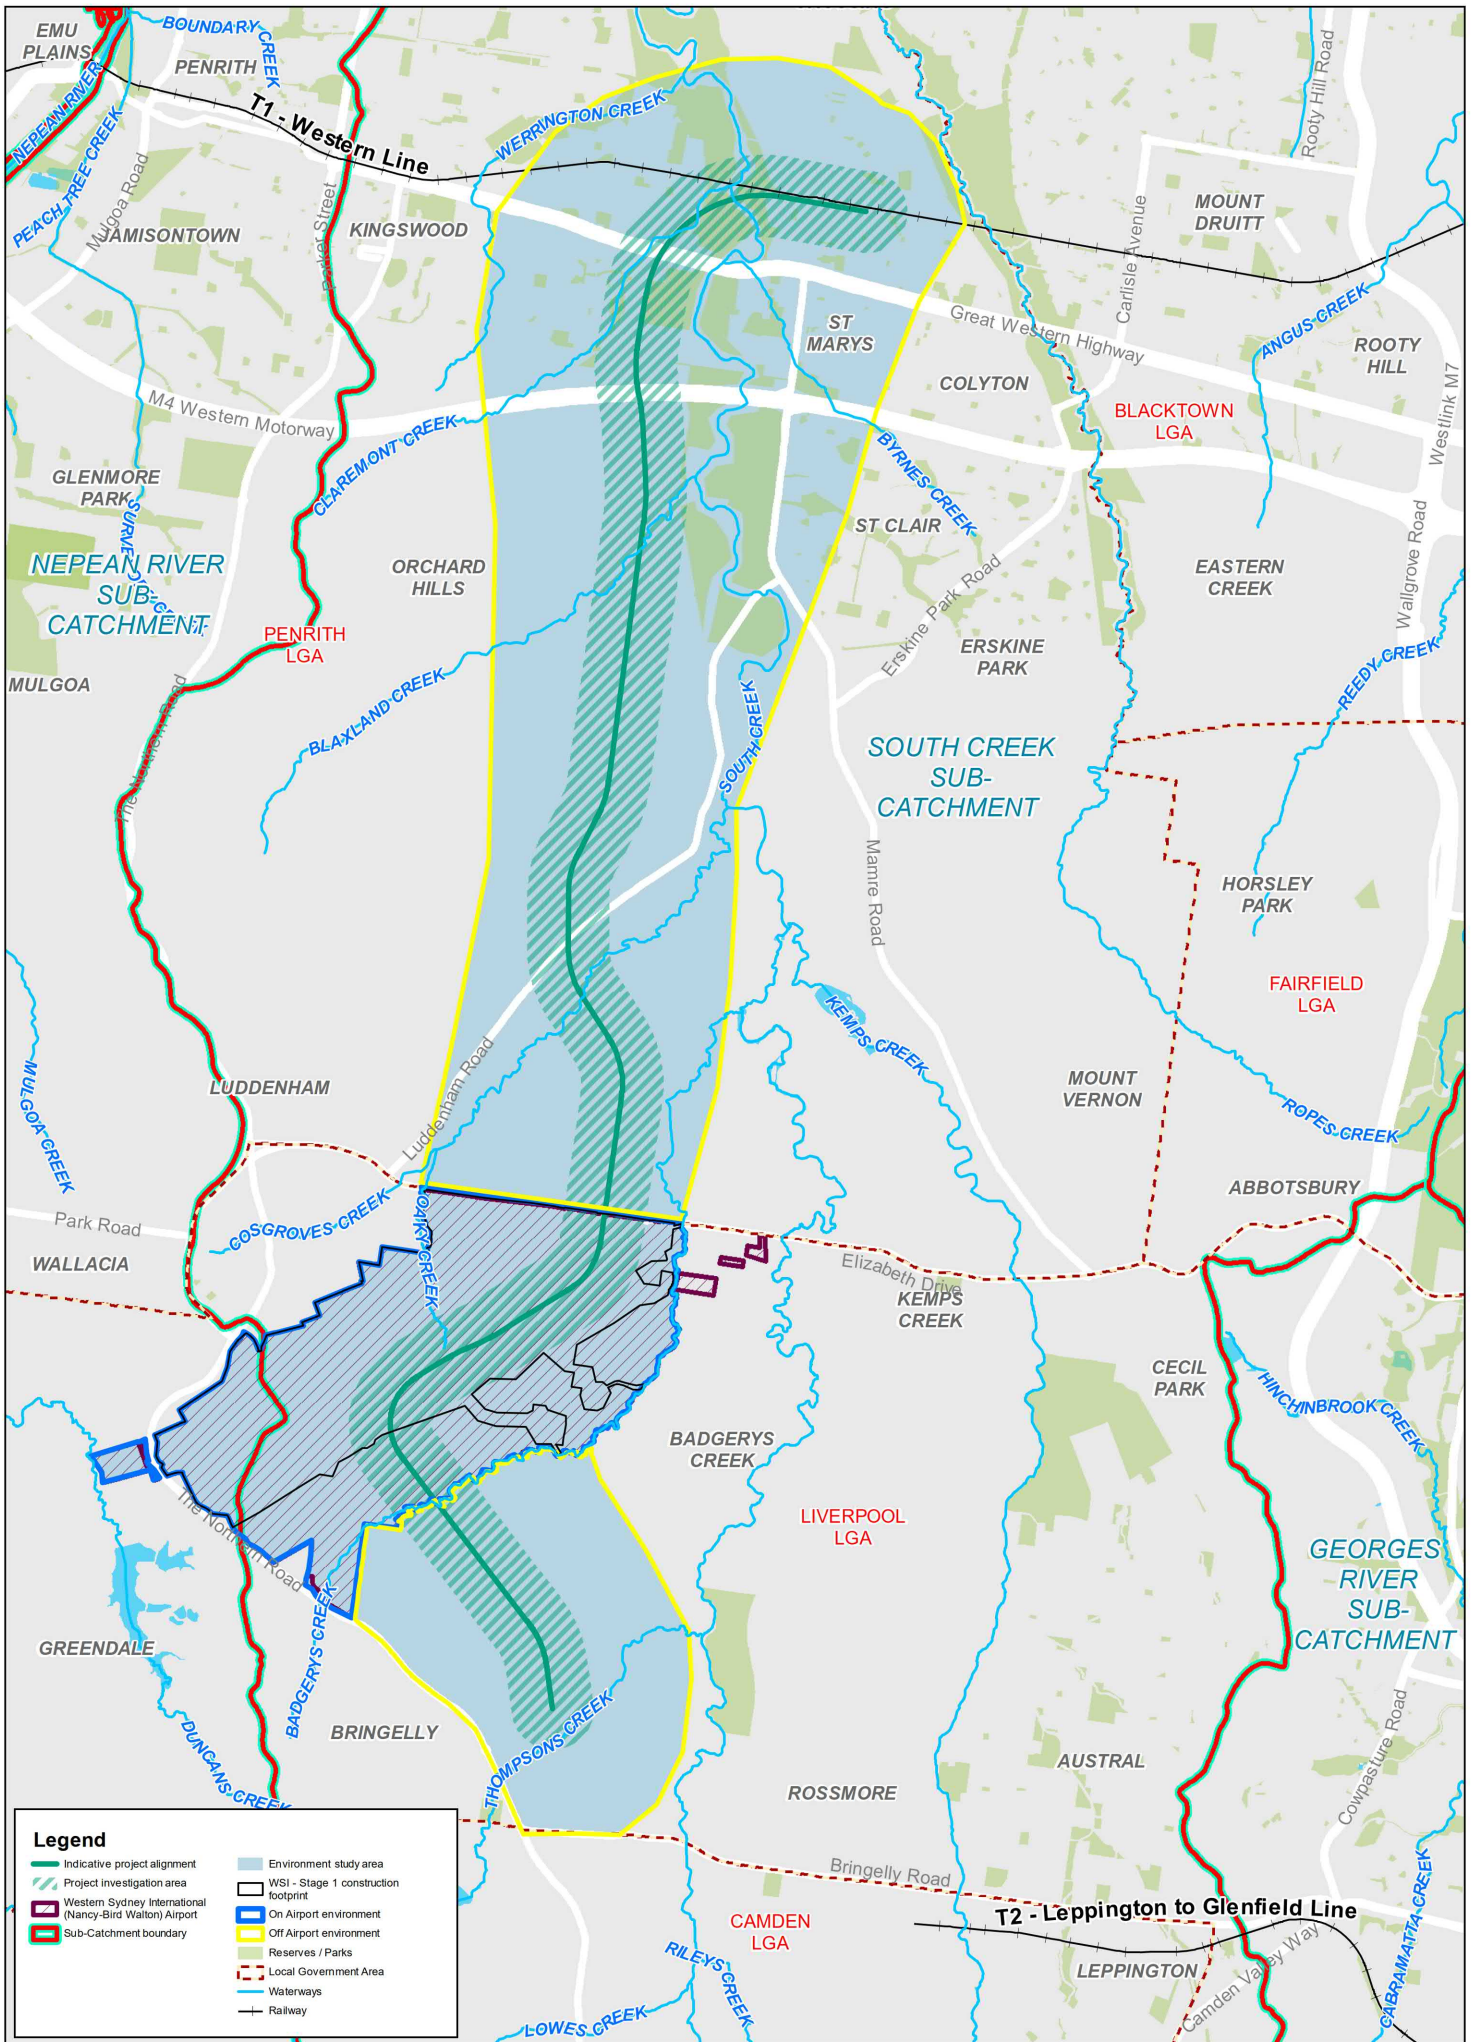 EMU
PLAINS
BOUNDARY CREEK
PENRITH
NEPEAN RIVER
T1 - Western Line
WERRINGTON CREEK
Rooty Hill Road
PEACH TREE CREEK
Mulgoa Road
JAMISONTOWN
Parker Street
KINGSWOOD
MOUNT
DRUITT
Carlisle Avenue
ST
MARYS
Great Western Highway
ANGUS CREEK
ROOTY
HILL
COLYTON
M4 Western Motorway
BLACKTOWN
LGA
Westlink M7
CLAREMONT CREEK
BYRNES CREEK
GLENMORE
PARK
ST CLAIR
NEPEAN RIVER
SUB-
CATCHMENT
ORCHARD
HILLS
EASTERN
CREEK
Wallgrove Road
Erskine Park Road
PENRITH
LGA
ERSKINE
PARK
REEDY CREEK
MULGOA
BLAXLAND CREEK
The Northern Road
SOUTH CREEK
SOUTH CREEK
SUB-
CATCHMENT
Mamre Road
HORSLEY
PARK
FAIRFIELD
LGA
KEMPS CREEK
MULGOA CREEK
LUDDENHAM
Luddenham Road
MOUNT
VERNON
ROPES CREEK
ABBOTSBURY
Park Road
COSGROVES CREEK
OAKY CREEK
WALLACIA
Elizabeth Drive
KEMPS
CREEK
CECIL
PARK
HINCHINBROOK CREEK
BADGERYS
CREEK
The Northern Road
LIVERPOOL
LGA
GEORGES
RIVER
SUB-
CATCHMENT
GREENDALE
BADGERYS CREEK
BRINGELLY
THOMPSONS CREEK
DUNCANS CREEK
AUSTRAL
ROSSMORE
Cowpasture Road
Bringelly Road
T2 - Leppington to Glenfield Line
CAMDEN
LGA
RILEYS CREEK
LEPPINGTON
Camden Valley Way
CABRAMATTA CREEK
LOWES CREEK
Legend
Indicative project alignment
Project investigation area
Western Sydney International
(Nancy-Bird Walton) Airport
Sub-Catchment boundary
Environment study area
WSI - Stage 1 construction
footprint
On Airport environment
Off Airport environment
Reserves / Parks
Local Government Area
Waterways
Railway